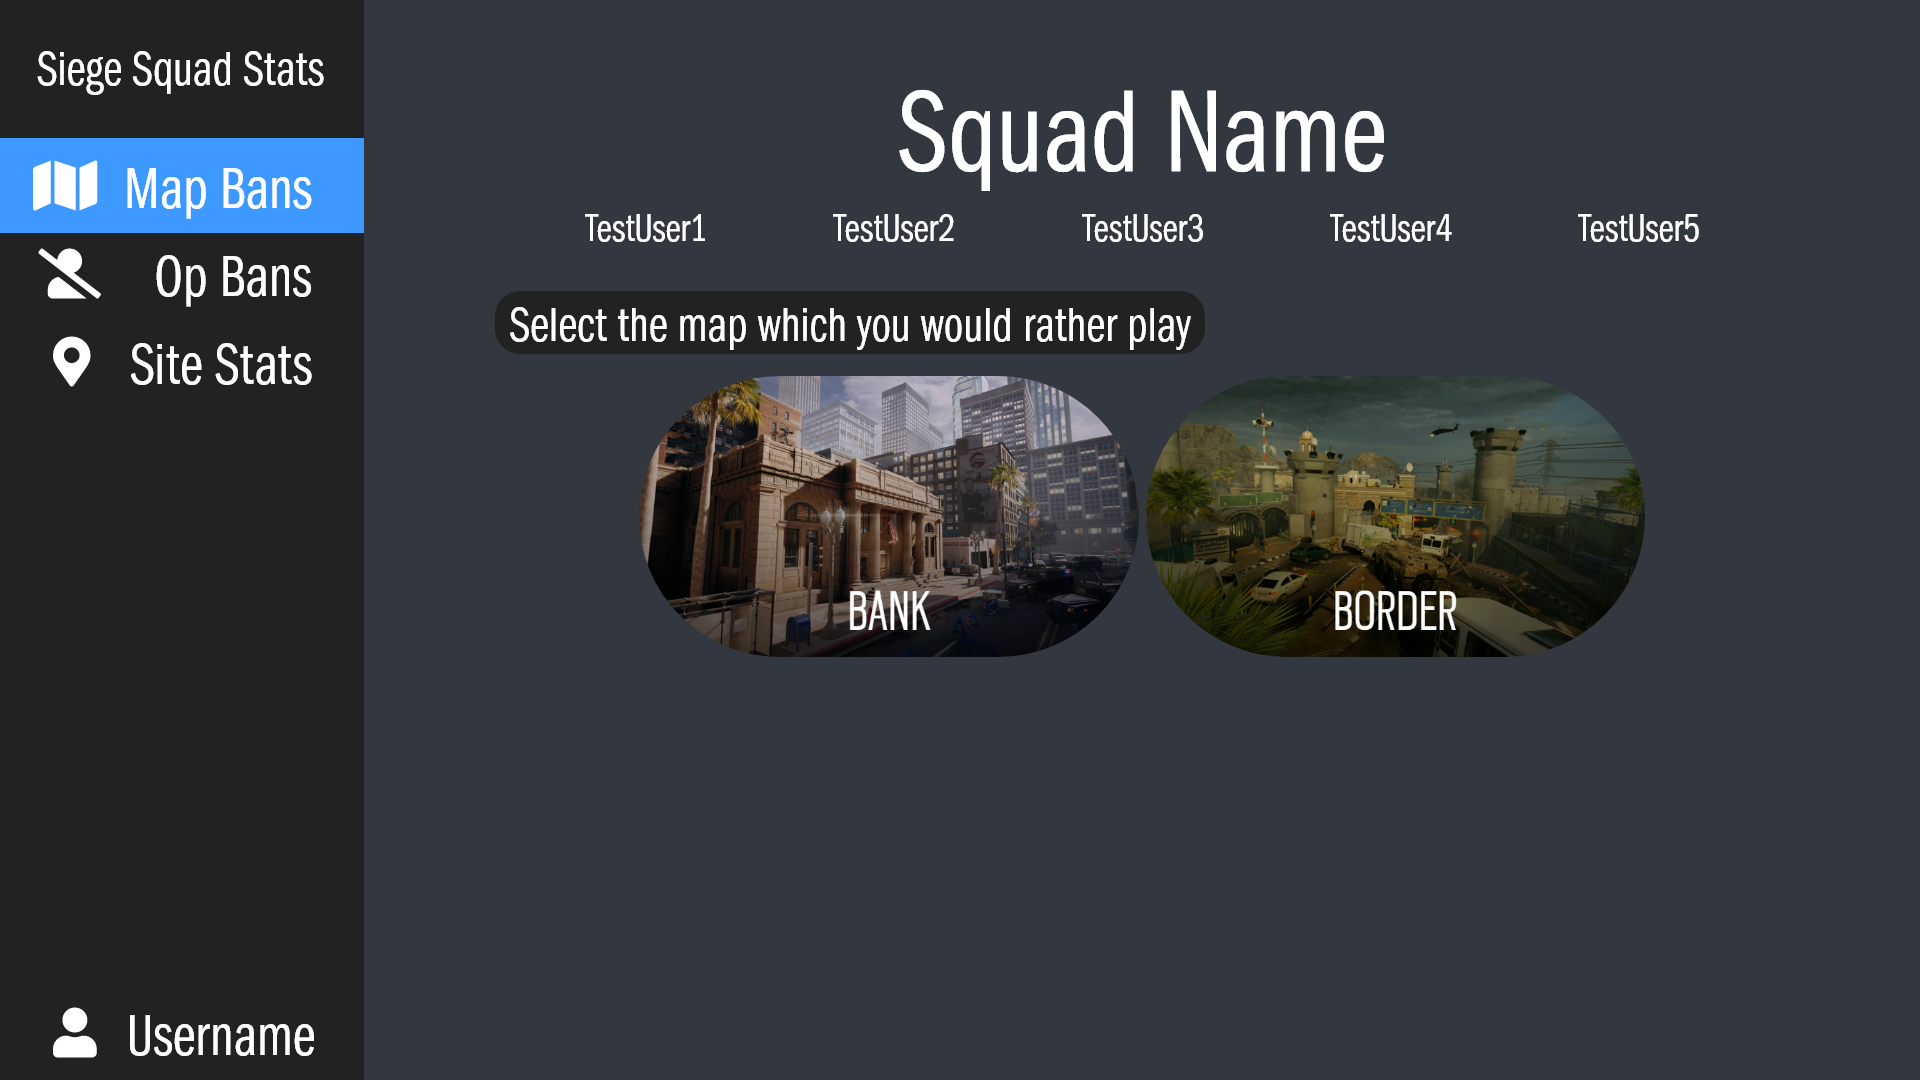 Siege Squad Stats
Map Bans
Op Bans
Site Stats
Username
Squad Name
TestUser1 TestUser2 TestUser3 TestUser4 TestUser5
Select the map which you would rather play
BANK BORDER